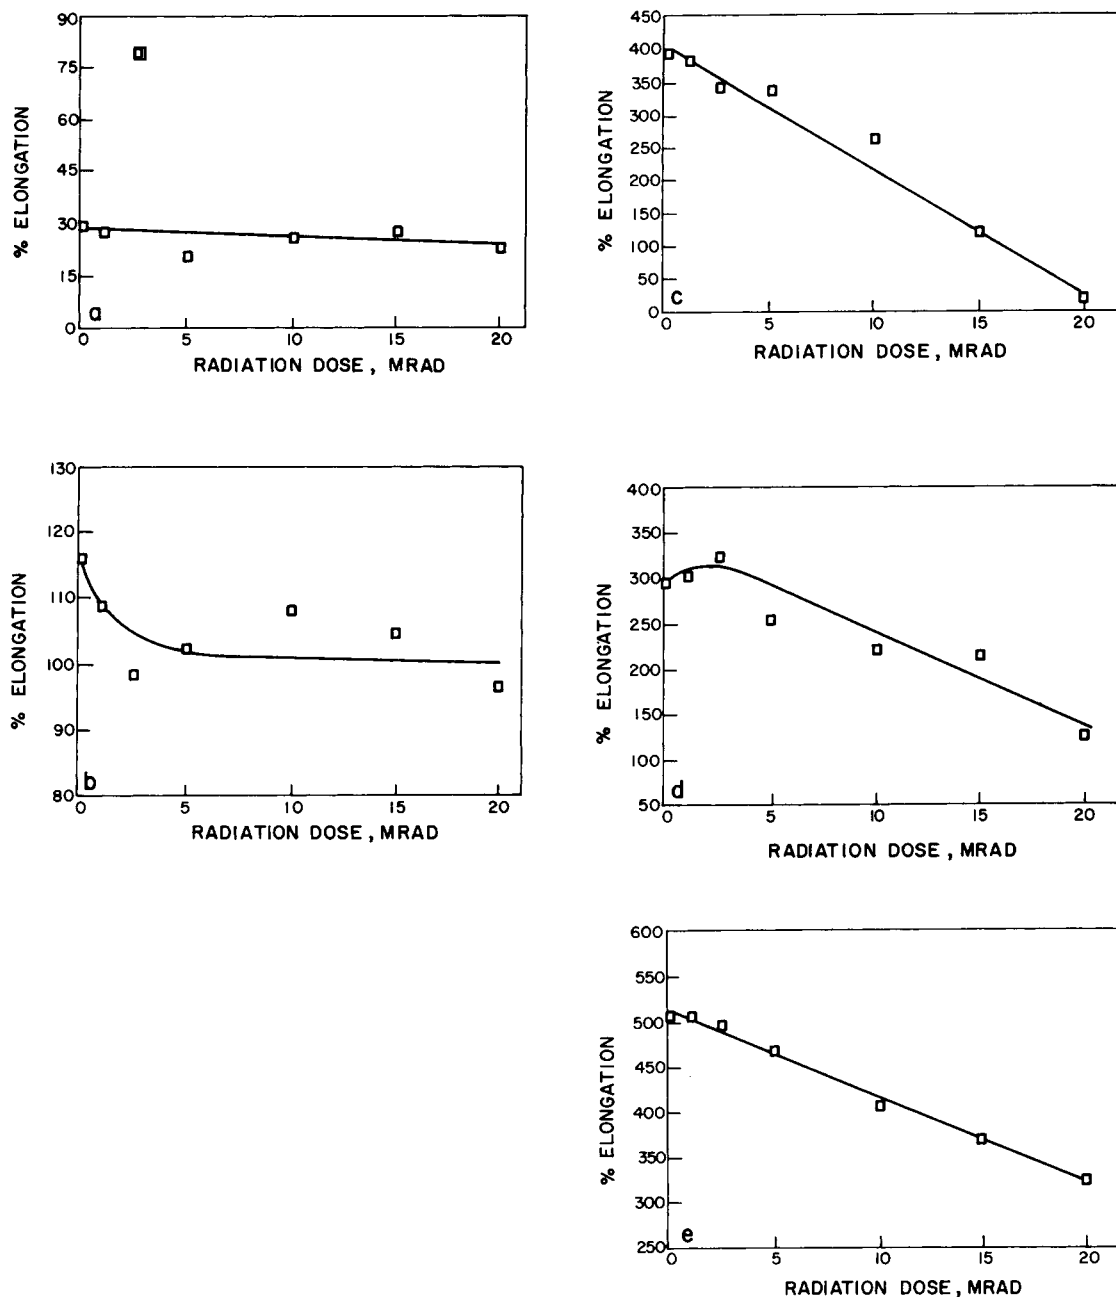 % ELONGATION
90
75
60
45
30
15
0
a
0 5 10 15 20
RADIATION DOSE, MRAD
% ELONGATION
400
350
300
250
200
150
100
50
0
c
0 5 10 15 20
RADIATION DOSE, MRAD
% ELONGATION
130
120
110
100
90
80
b
0 5 10 15 20
RADIATION DOSE, MRAD
% ELONGATION
400
350
300
250
200
150
50
d
0 5 10 15 20
RADIATION DOSE, MRAD
% ELONGATION
600
550
500
450
400
350
300
250
e
0 5 10 15 20
RADIATION DOSE, MRAD